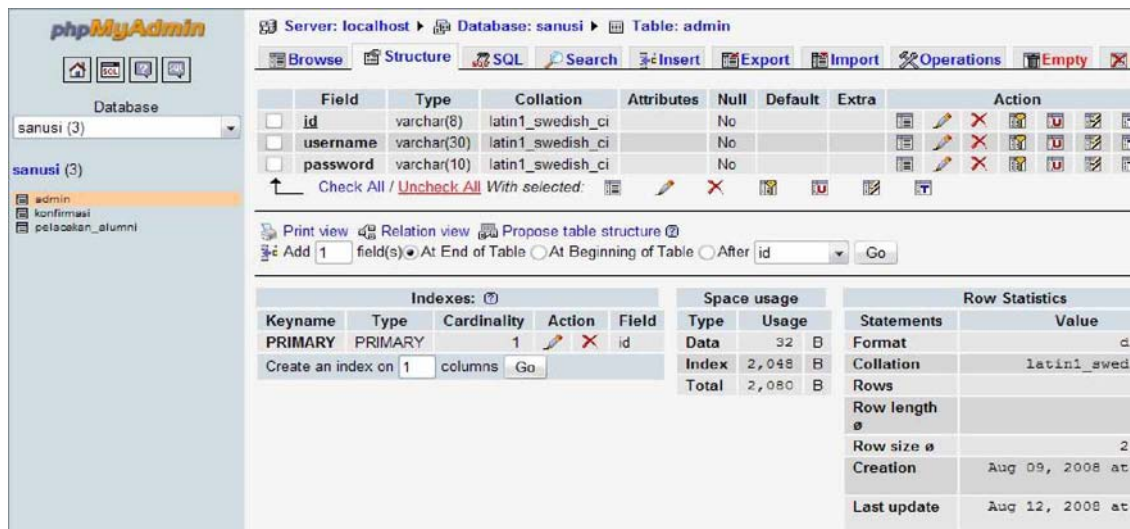 phpMyAdmin
Database
sanusi (3)
sanusi (3)
admin
konfirmasi
pelacakan_alumni
Server: localhost Database: sanusi Table: admin
Browse Structure SQL Search Insert Export Import Operations Empty
Field Type Collation Attributes Null Default Extra Action
id varchar(8) latin1_swedish_ci No
username varchar(30) latin1_swedish_ci No
password varchar(10) latin1_swedish_ci No
Check All / Uncheck All With selected:
Print view Relation view Propose table structure
Add 1 field(s) At End of Table At Beginning of Table After id Go
Indexes:
Keyname Type Cardinality Action Field
PRIMARY PRIMARY 1 id
Create an index on 1 columns Go
Space usage
Type Usage
Data 32 B
Index 2,048 B
Total 2,080 B
Row Statistics
Statements Value
Format d
Collation latin1_swed
Rows
Row length
ø
Row size ø 2
Creation Aug 09, 2008 at
Last update Aug 12, 2008 at